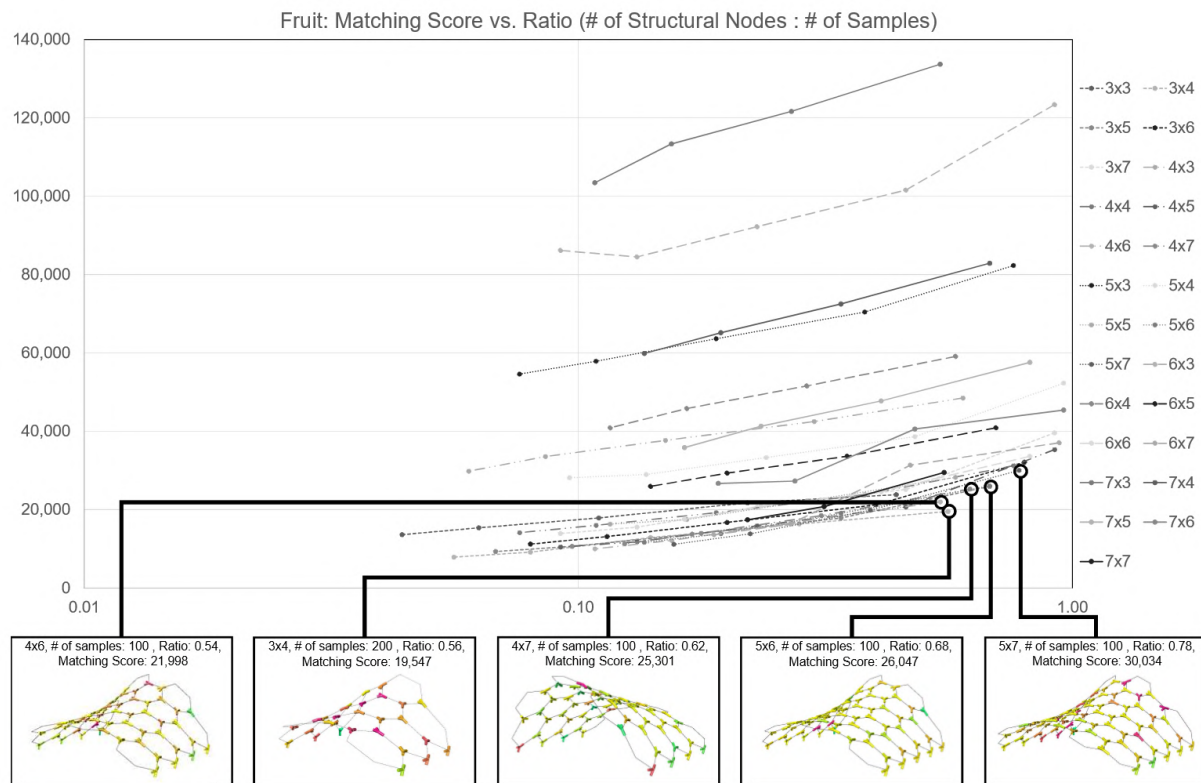 Fruit: Matching Score vs. Ratio (# of Structural Nodes : # of Samples)
140,000
120,000
100,000
80,000
60,000
40,000
20,000
0
0.01
0.10
1.00
3x3
3x4
3x5
3x6
3x7
4x3
4x4
4x5
4x6
4x7
5x3
5x4
5x5
5x6
5x7
6x3
6x4
6x5
6x6
6x7
7x3
7x4
7x5
7x6
7x7
4x6, # of samples: 100 , Ratio: 0.54,
Matching Score: 21,998
3x4, # of samples: 200 , Ratio: 0.56,
Matching Score: 19,547
4x7, # of samples: 100 , Ratio: 0.62,
Matching Score: 25,301
5x6, # of samples: 100 , Ratio: 0.68,
Matching Score: 26,047
5x7, # of samples: 100 , Ratio: 0.78,
Matching Score: 30,034